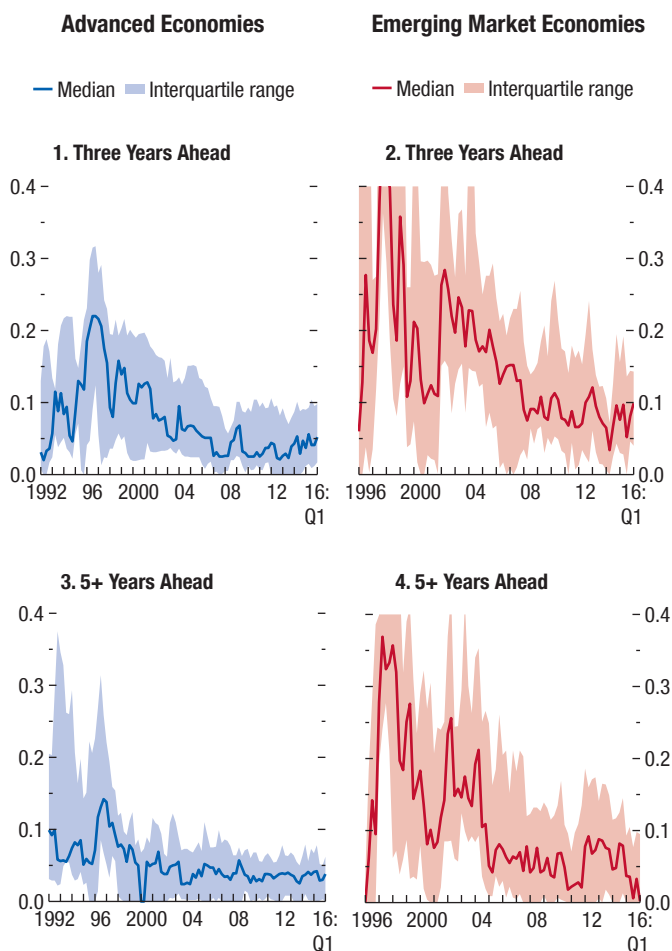 Advanced Economies
Emerging Market Economies
Median Interquartile range
Median Interquartile range
1. Three Years Ahead
0.4
0.3
0.2
0.1
0.0
1992 96 2000 04 08 12 16:
Q1
2. Three Years Ahead
0.4
0.3
0.2
0.1
0.0
1996 2000 04 08 12 16:
Q1
3. 5+ Years Ahead
0.4
0.3
0.2
0.1
0.0
1992 96 2000 04 08 12 16:
Q1
4. 5+ Years Ahead
0.4
0.3
0.2
0.1
0.0
1996 2000 04 08 12 16:
Q1